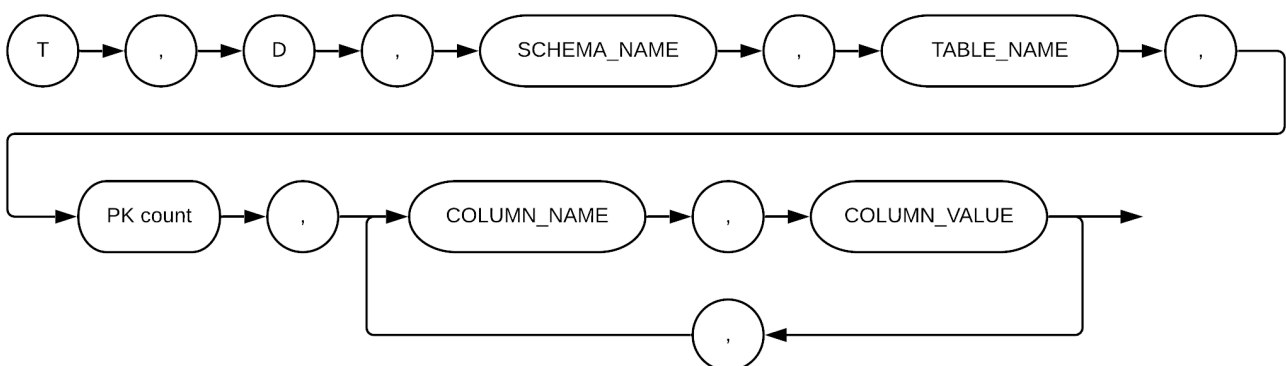 T , D , SCHEMA_NAME , TABLE_NAME ,
PK count , COLUMN_NAME , COLUMN_VALUE
,